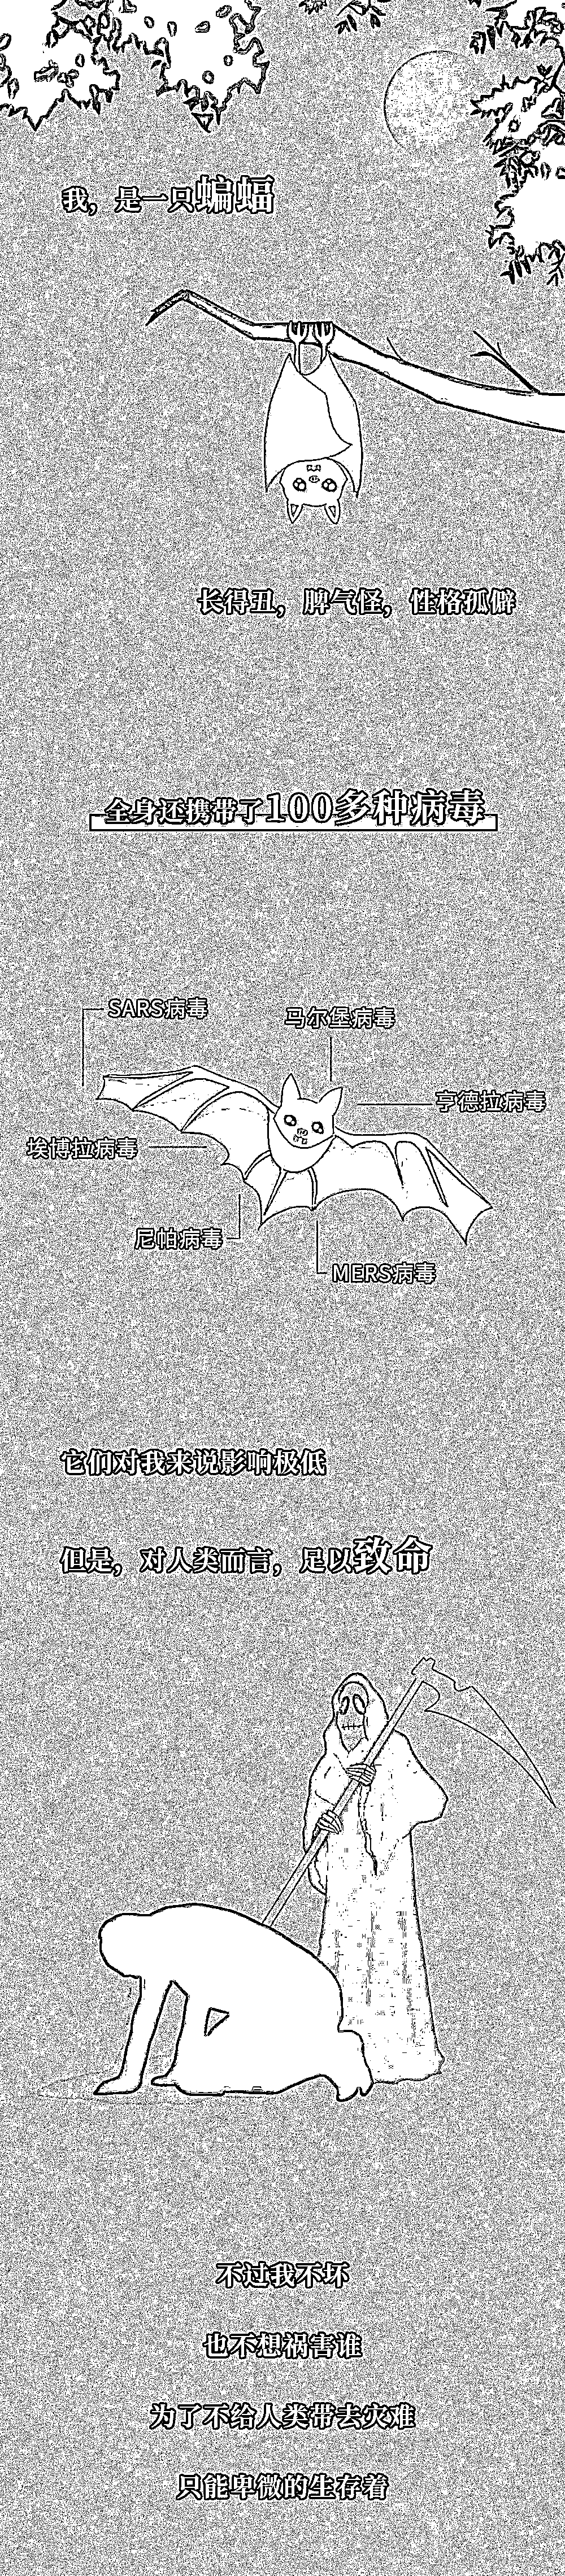 我，是一只蝙蝠
长得丑，脾气怪，性格孤僻
全身还携带了100多种病毒
SARS病毒
马尔堡病毒
亨德拉病毒
埃博拉病毒
尼帕病毒
MERS病毒
它们对我来说影响极低
但是，对人类而言，足以致命
不过我不坏
也不想祸害谁
为了不给人类带去灾难
只能卑微的生存着